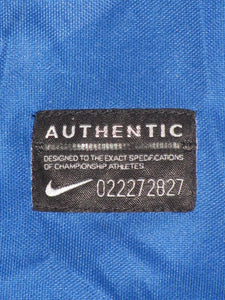 AUTHENTIC
DESIGNED TO THE EXACT SPECIFICATIONS
OF CHAMPIONSHIP ATHLETES.
022272827